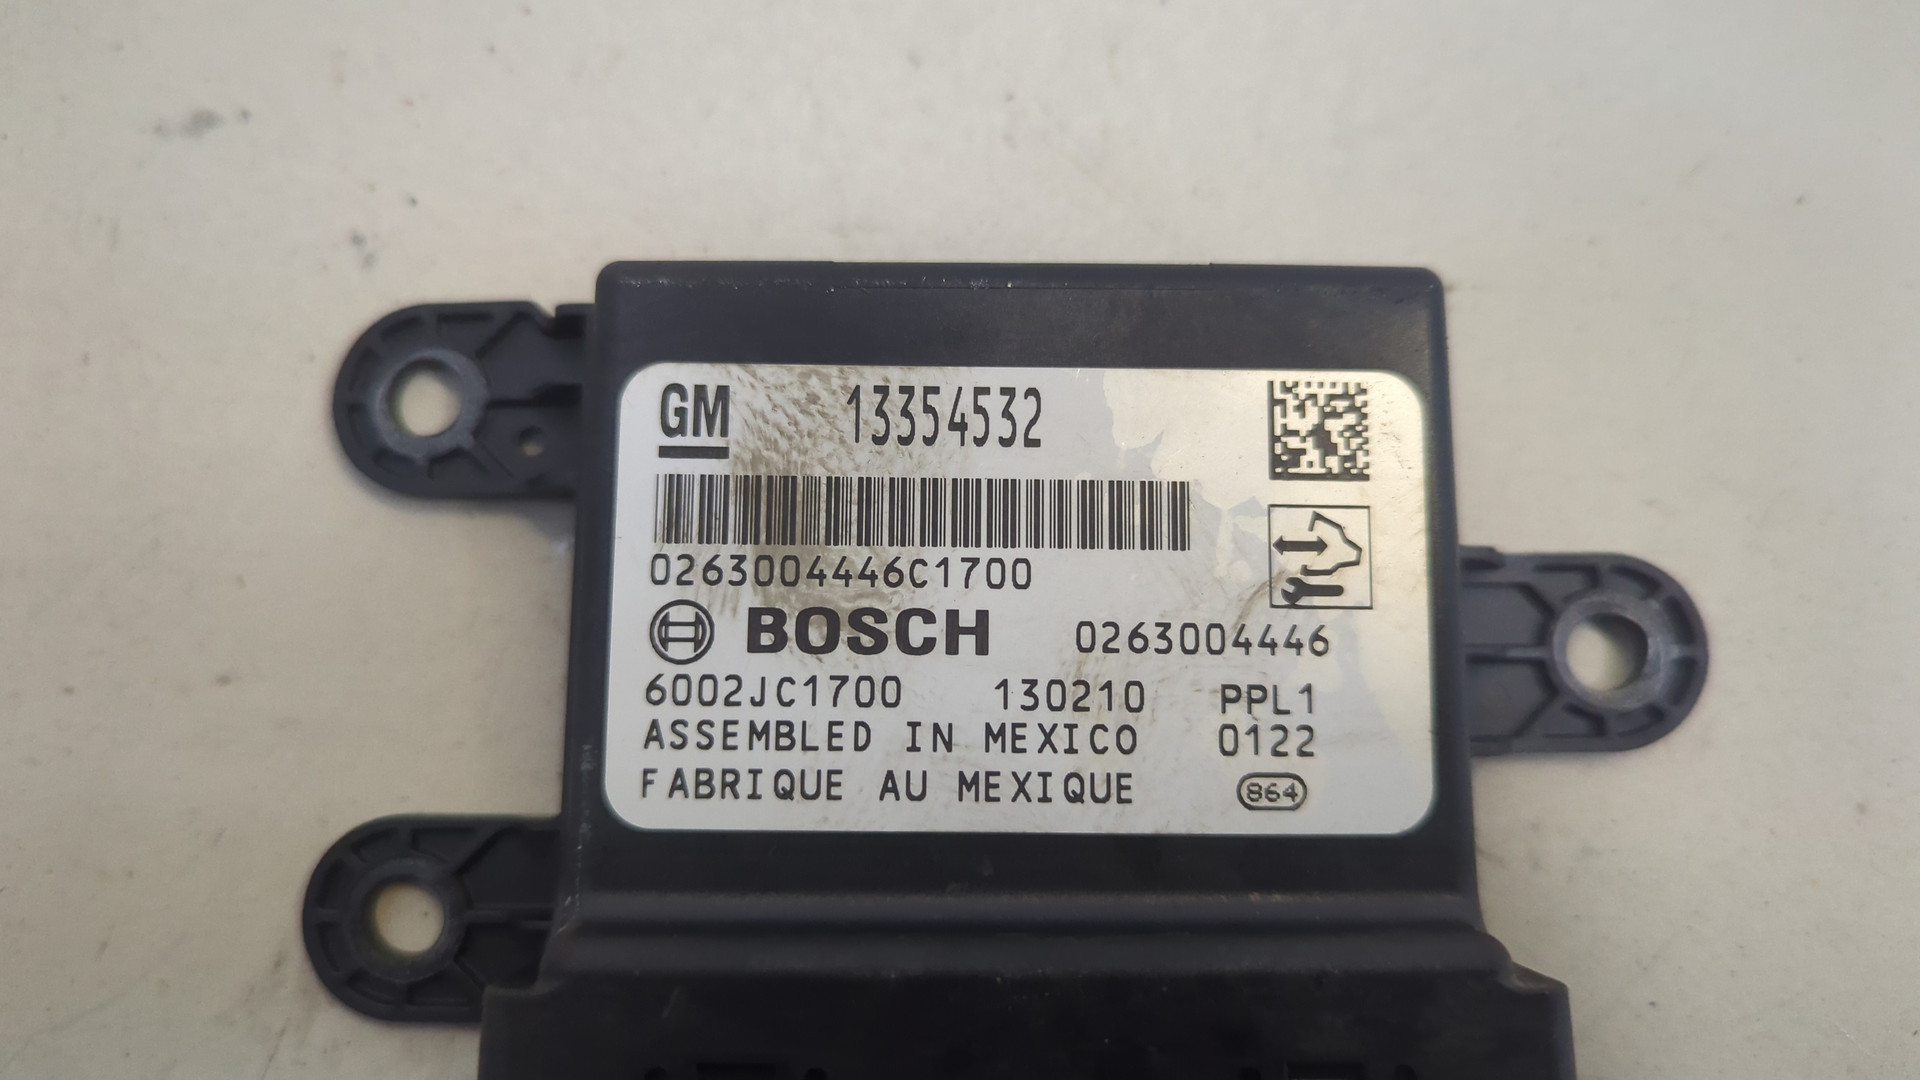 GM 13354532
0263004446C1700
BOSCH 0263004446
6002JC1700 130210 PPL1
ASSEMBLED IN MEXICO 0122
FABRIQUE AU MEXIQUE 864